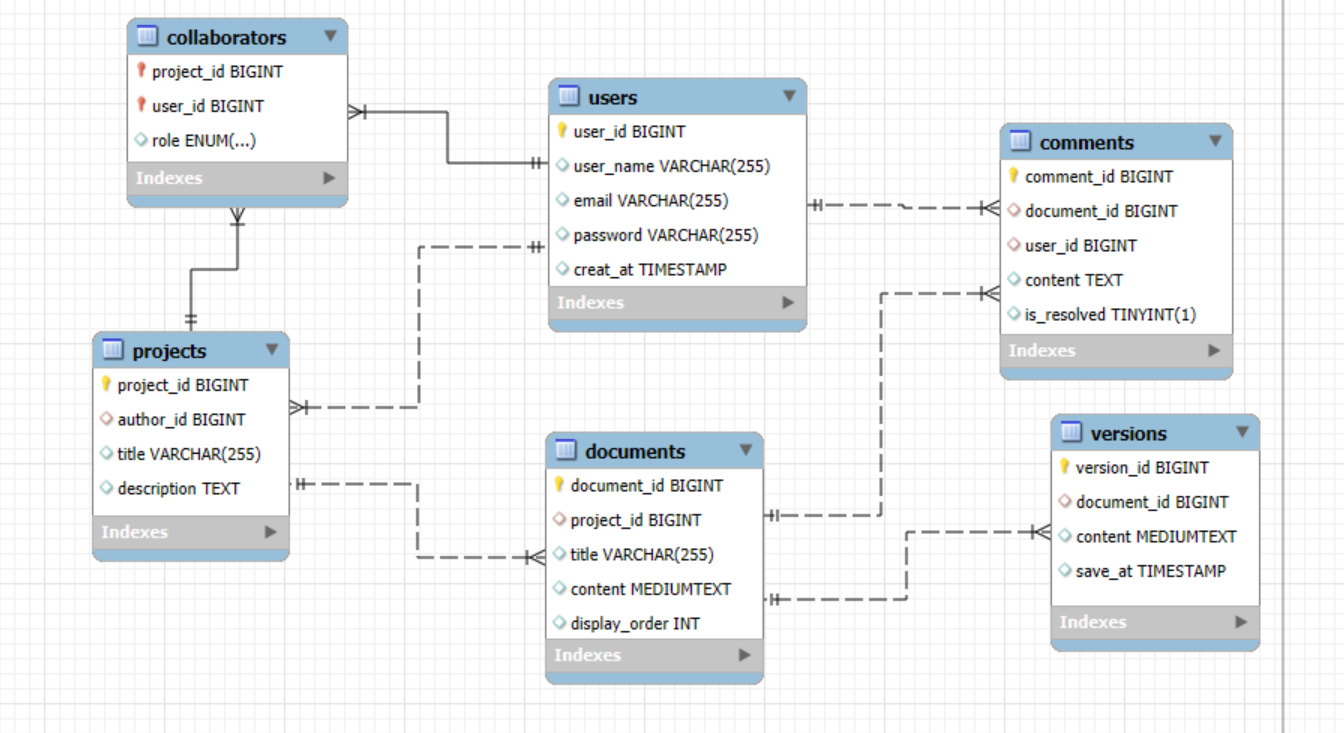 collaborators
project_id BIGINT
user_id BIGINT
role ENUM(...)
Indexes
users
user_id BIGINT
user_name VARCHAR(255)
email VARCHAR(255)
password VARCHAR(255)
creat_at TIMESTAMP
Indexes
comments
comment_id BIGINT
document_id BIGINT
user_id BIGINT
content TEXT
is_resolved TINYINT(1)
Indexes
projects
project_id BIGINT
author_id BIGINT
title VARCHAR(255)
description TEXT
Indexes
documents
document_id BIGINT
project_id BIGINT
title VARCHAR(255)
content MEDIUMTEXT
display_order INT
Indexes
versions
version_id BIGINT
document_id BIGINT
content MEDIUMTEXT
save_at TIMESTAMP
Indexes